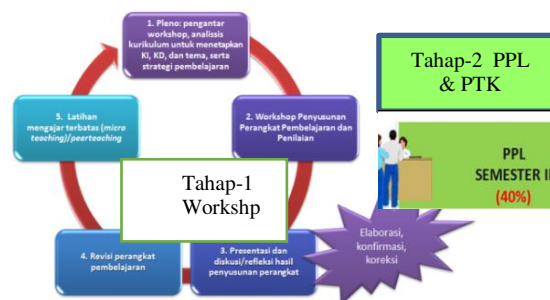 1. Pleno: pengantar
workshop, analissis
kurikulum untuk menetapkan
KI, KD, dan tema, serta
strategi pembelajaran
2. Workshop Penyusunan
Perangkat Pembelajaran dan
Penilaian
3. Presentasi dan
diskusi/refleksi hasil
penyusunan perangkat
4. Revisi perangkat
pembelajaran
5. Latihan
mengajar terbatas (micro
teaching)/peerteaching
Tahap-1
Workshp
Elaborasi,
konfirmasi,
koreksi
Tahap-2 PPL
& PTK
PPL
SEMESTER II
(40%)